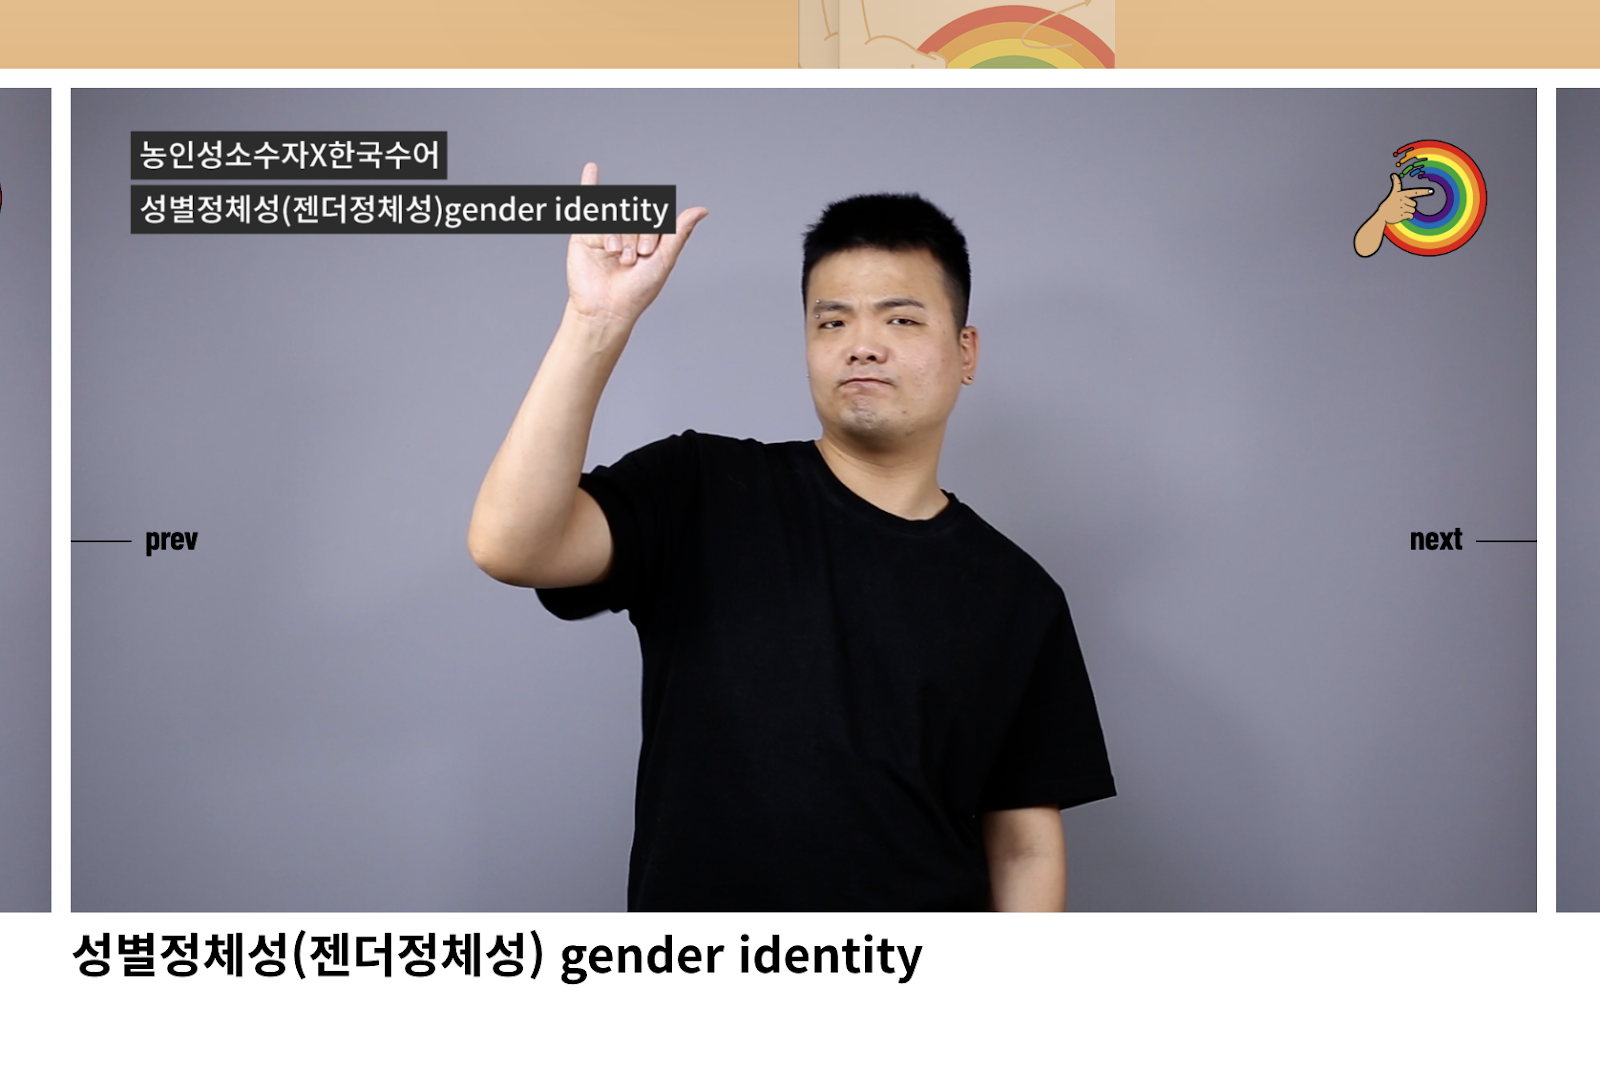 농인성소수자X한국수어
성별정체성(젠더정체성)gender identity
prev
next
성별정체성(젠더정체성) gender identity